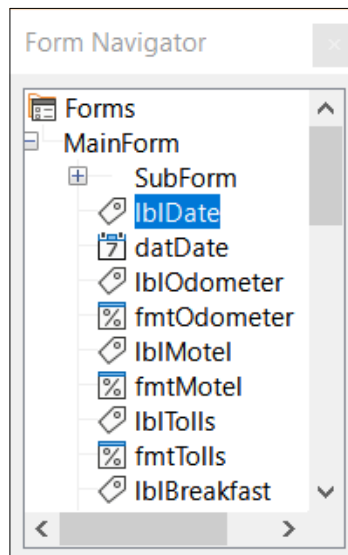 Form Navigator
Forms
MainForm
SubForm
lblDate
datDate
lblOdometer
fmtOdometer
lblMotel
fmtMotel
lblTolls
fmtTolls
lblBreakfast